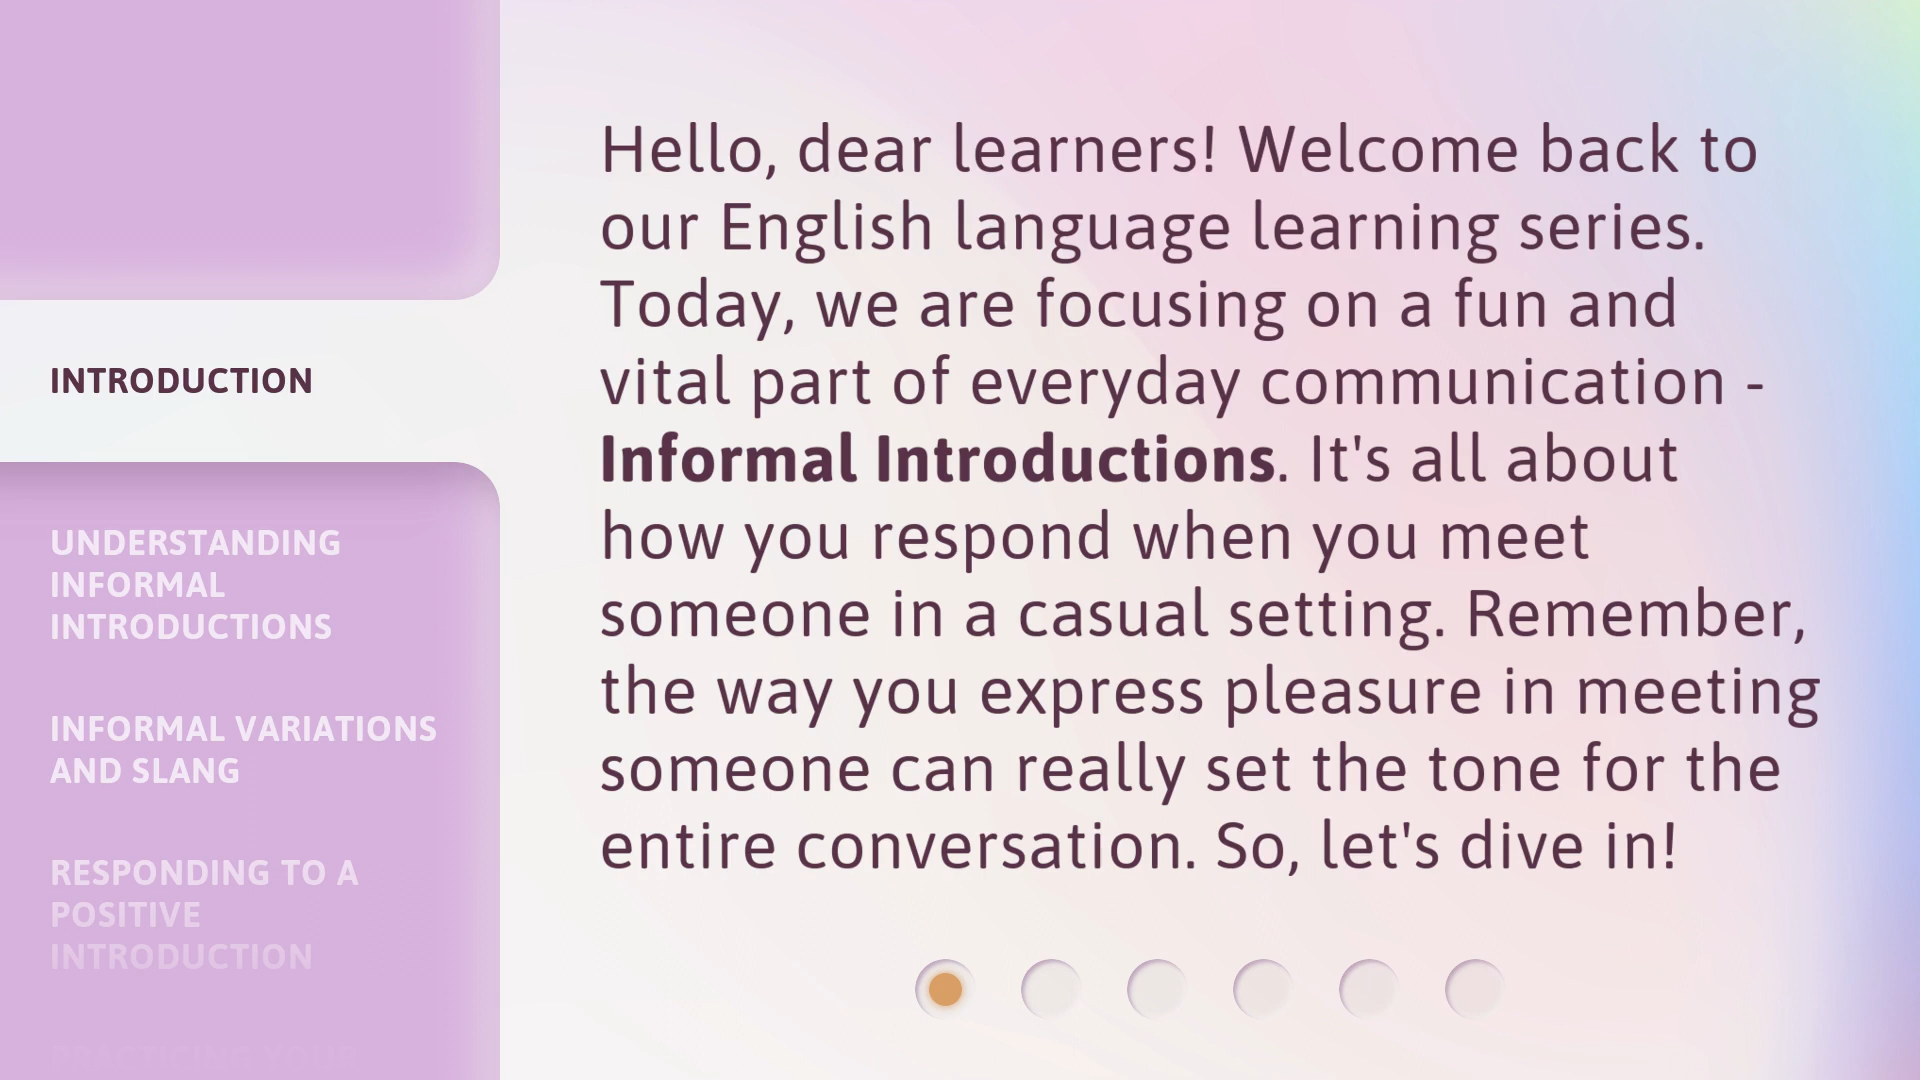 INTRODUCTION
UNDERSTANDING
INFORMAL
INTRODUCTIONS
INFORMAL VARIATIONS
AND SLANG
RESPONDING TO A
POSITIVE
INTRODUCTION
PRACTICING YOUR
Hello, dear learners! Welcome back to
our English language learning series.
Today, we are focusing on a fun and
vital part of everyday communication -
Informal Introductions. It's all about
how you respond when you meet
someone in a casual setting. Remember,
the way you express pleasure in meeting
someone can really set the tone for the
entire conversation. So, let's dive in!